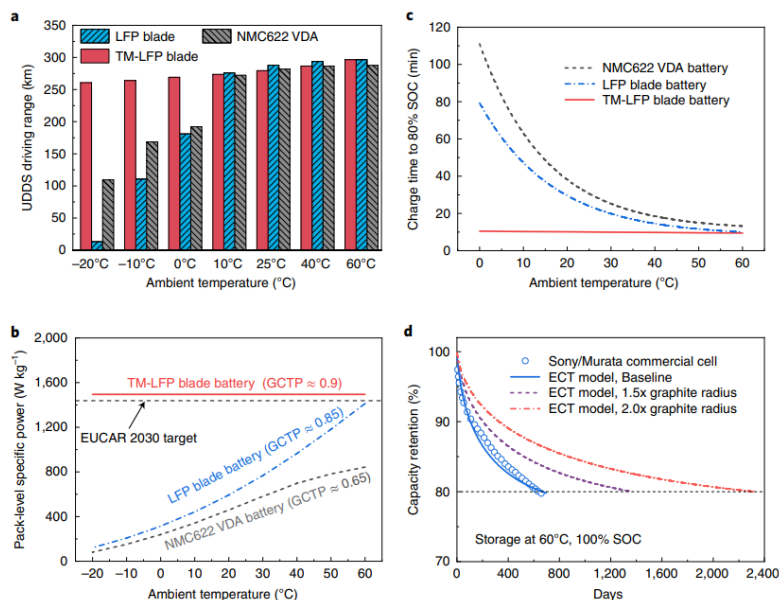 a
LFP blade
NMC622 VDA
TM-LFP blade
UDDS driving range (km)
350
300
250
200
150
100
50
0
–20°C –10°C 0°C 10°C 25°C 40°C 60°C
Ambient temperature (°C)
c
Charge time to 80% SOC (min)
120
100
80
60
40
20
0
NMC622 VDA battery
LFP blade battery
TM-LFP blade battery
0 10 20 30 40 50 60
Ambient temperature (°C)
b
Pack-level specific power (W kg⁻¹)
2,000
1,600
1,200
800
400
0
TM-LFP blade battery (GCTP ≈ 0.9)
EUCAR 2030 target
LFP blade battery (GCTP ≈ 0.85)
NMC622 VDA battery (GCTP ≈ 0.65)
–20 –10 0 10 20 30 40 50 60
Ambient temperature (°C)
d
Capacity retention (%)
100
90
80
70
Sony/Murata commercial cell
ECT model, Baseline
ECT model, 1.5x graphite radius
ECT model, 2.0x graphite radius
Storage at 60°C, 100% SOC
0 400 800 1,200 1,600 2,000 2,400
Days